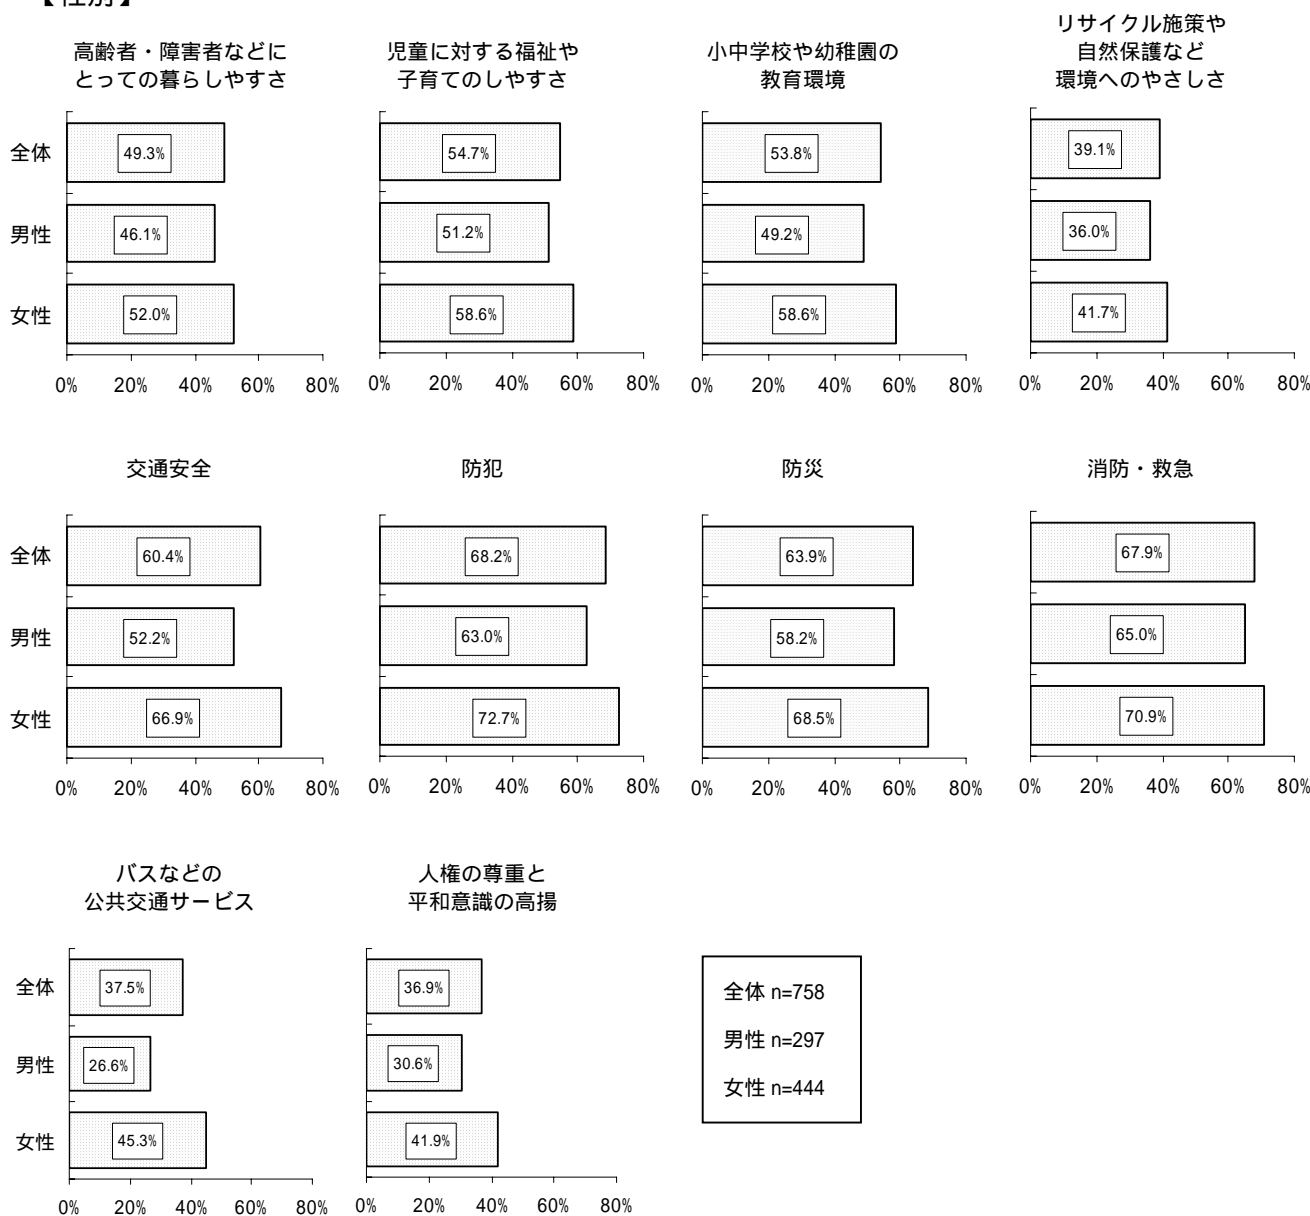 【性別】
高齢者・障害者などに
とっての暮らしやすさ
全体
49.3%
男性
46.1%
女性
52.0%
0% 20% 40% 60% 80%
児童に対する福祉や
子育てのしやすさ
54.7%
51.2%
58.6%
0% 20% 40% 60% 80%
小中学校や幼稚園の
教育環境
53.8%
49.2%
58.6%
0% 20% 40% 60% 80%
リサイクル施策や
自然保護など
環境へのやさしさ
39.1%
36.0%
41.7%
0% 20% 40% 60% 80%
交通安全
全体
60.4%
男性
52.2%
女性
66.9%
0% 20% 40% 60% 80%
防犯
68.2%
63.0%
72.7%
0% 20% 40% 60% 80%
防災
63.9%
58.2%
68.5%
0% 20% 40% 60% 80%
消防・救急
67.9%
65.0%
70.9%
0% 20% 40% 60% 80%
バスなどの
公共交通サービス
全体
37.5%
男性
26.6%
女性
45.3%
0% 20% 40% 60% 80%
人権の尊重と
平和意識の高揚
36.9%
30.6%
41.9%
0% 20% 40% 60% 80%
全体 n=758
男性 n=297
女性 n=444